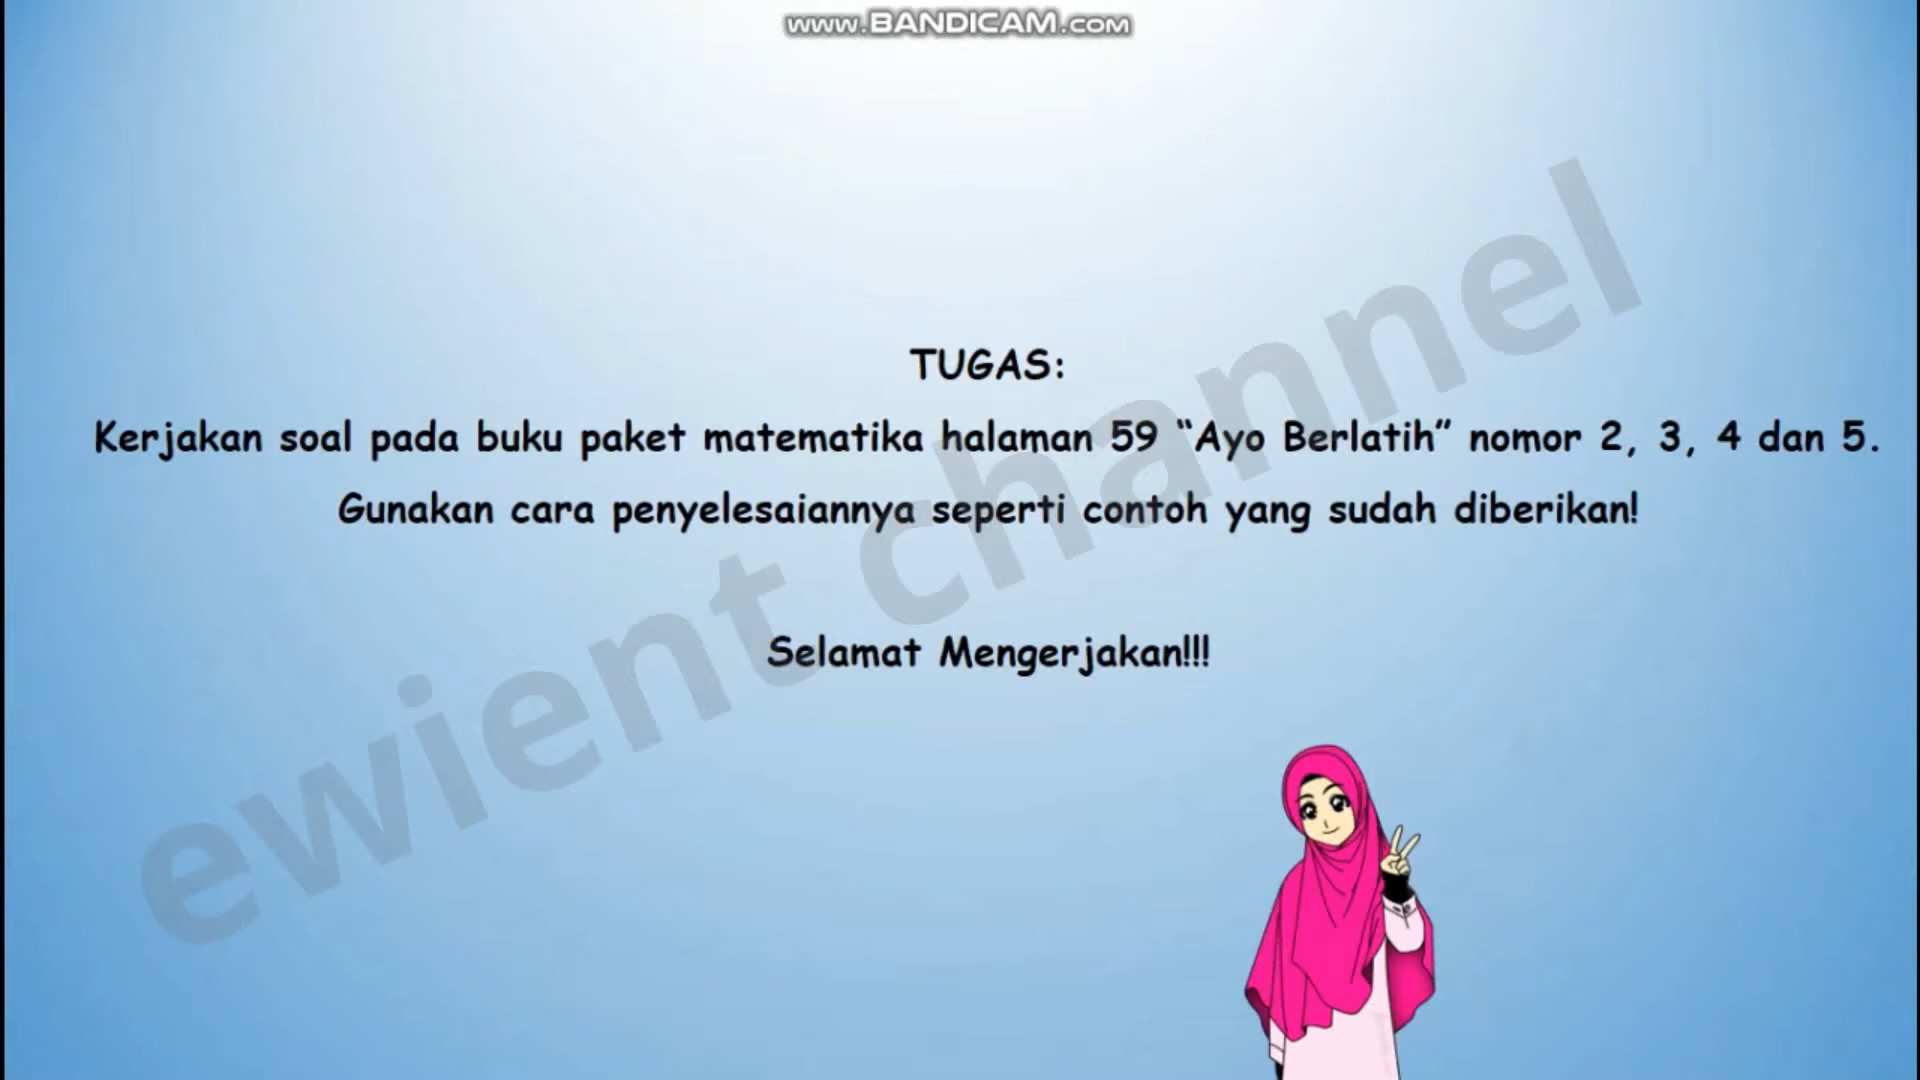 www.BANDICAM.com
TUGAS:
Kerjakan soal pada buku paket matematika halaman 59 “Ayo Berlatih” nomor 2, 3, 4 dan 5.
Gunakan cara penyelesaiannya seperti contoh yang sudah diberikan!
Selamat Mengerjakan!!!
ewient channel